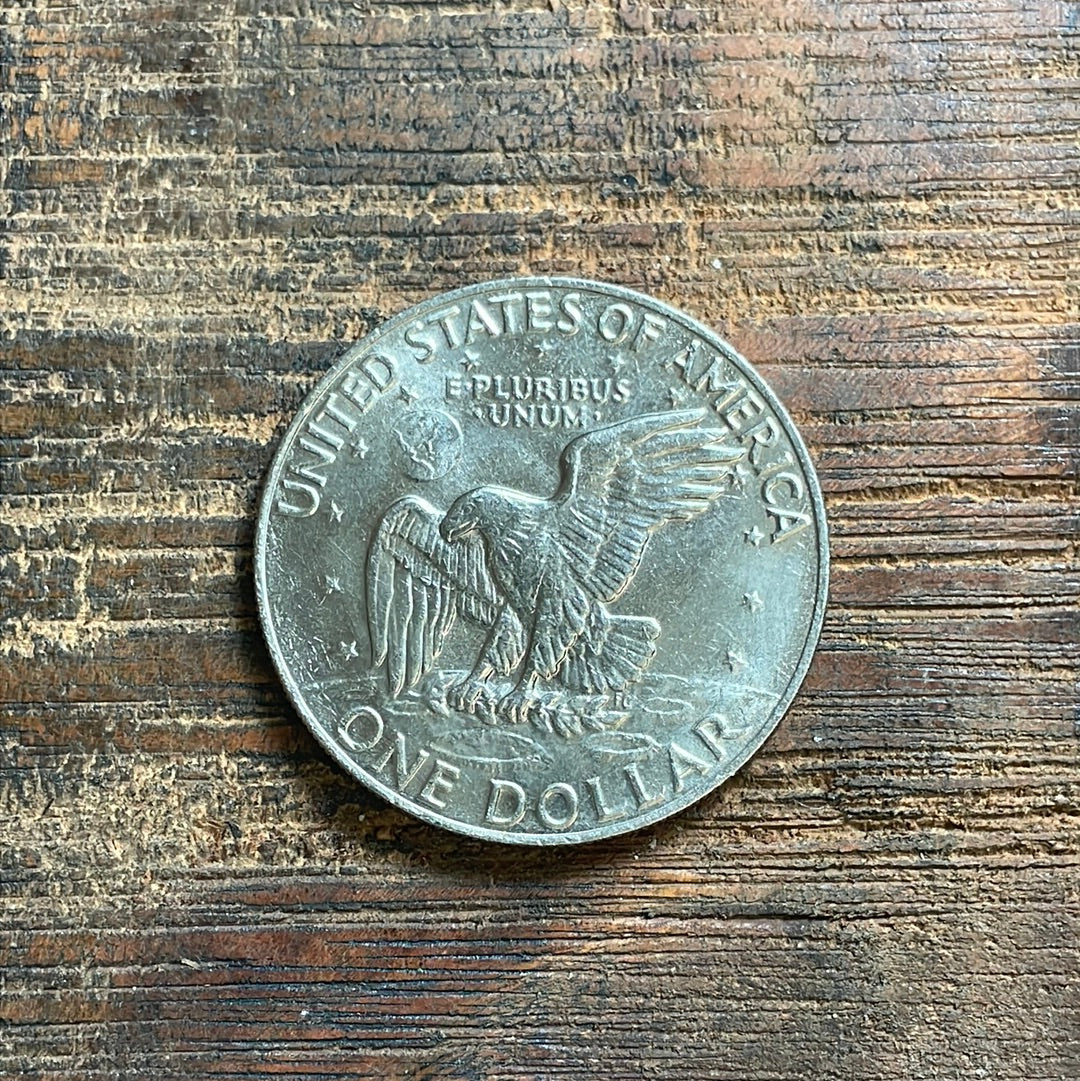 UNITED STATES OF AMERICA
E·PLURIBUS
·UNUM·
ONE DOLLAR